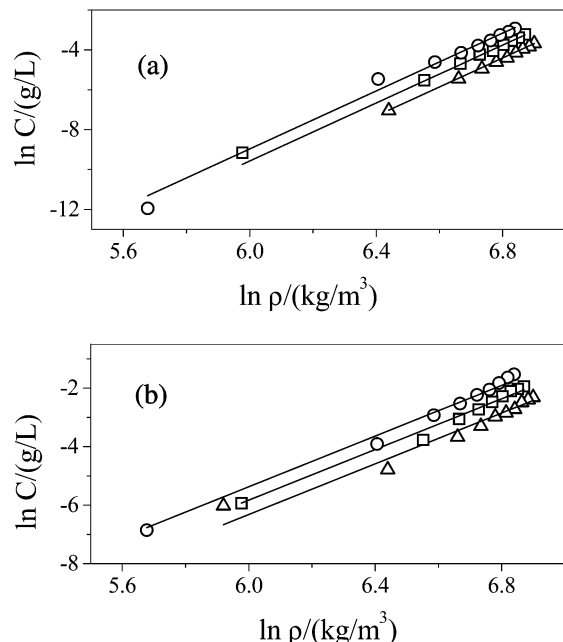 (a)
ln C/(g/L)
-4
-8
-12
5.6 6.0 6.4 6.8
ln ρ/(kg/m³)
(b)
ln C/(g/L)
-2
-4
-6
-8
5.6 6.0 6.4 6.8
ln ρ/(kg/m³)